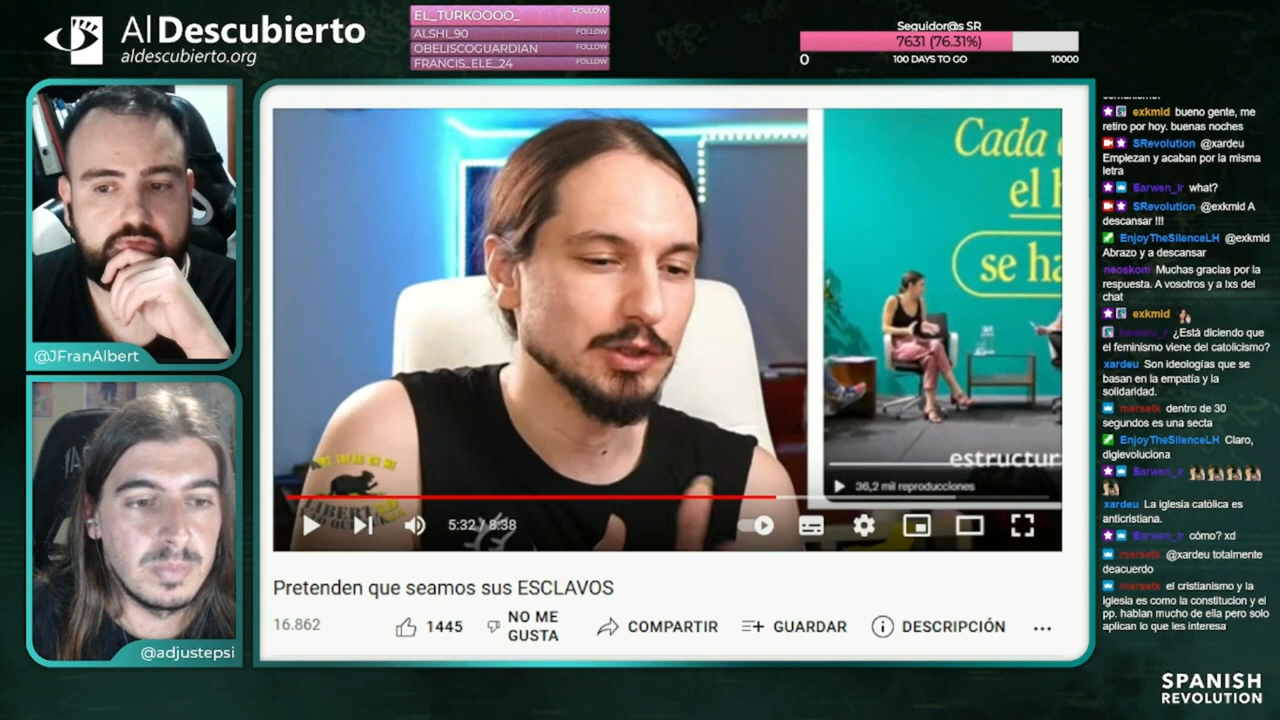 Al Descubierto
aldescubierto.org
EL_TURKOOOO_ FOLLOW
ALSHI_90 FOLLOW
OBELISCOGUARDIAN FOLLOW
FRANCIS_ELE_24 FOLLOW
Seguidor@s SR
7631 (76.31%)
0 100 DAYS TO GO 10000
@JFranAlbert
@adjustepsi
Cada
el
se ha
estructur
36,2 mil reproducciones
LIBERT
5:32 / 8:38
Pretenden que seamos sus ESCLAVOS
16.862
1445
NO ME
GUSTA
COMPARTIR
GUARDAR
DESCRIPCIÓN
exkmid bueno gente, me
retiro por hoy. buenas noches
SRevolution @xardeu
Empiezan y acaban por la misma
letra
Earwen_ir what?
SRevolution @exkmid A
descansar !!!
EnjoyTheSilenceLH @exkmid
Abrazo y a descansar
neoskom Muchas gracias por la
respuesta. A vosotros y a lxs del
chat
exkmid
¿Está diciendo que
el feminismo viene del catolicismo?
xardeu Son ideologías que se
basan en la empatía y la
solidaridad.
mersetk dentro de 30
segundos es una secta
EnjoyTheSilenceLH Claro,
digievoluciona
Earwen_ir
xardeu La iglesia católica es
anticristiana.
Earwen_ir cómo? xd
mersetk @xardeu totalmente
deacuerdo
mersetk el cristianismo y la
iglesia es como la constitucion y el
pp. hablan mucho de ella pero solo
aplican lo que les interesa
SPANISH
REVOLUTION